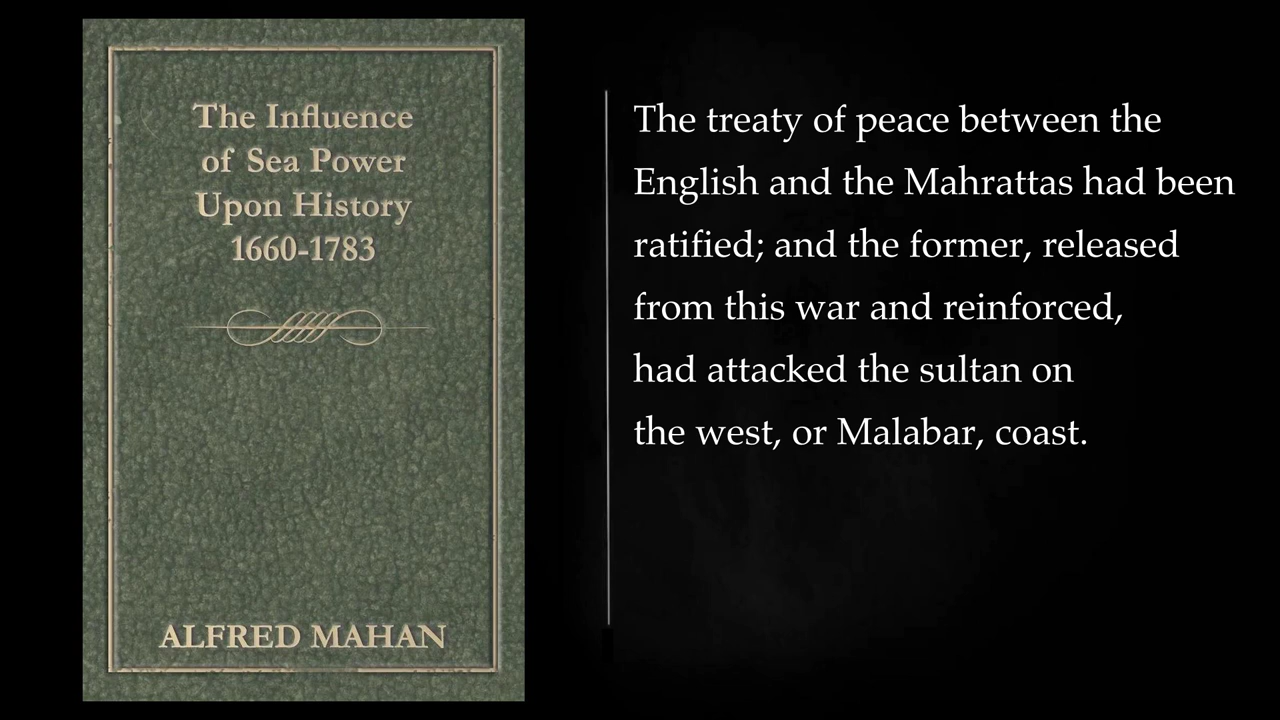 The Influence
of Sea Power
Upon History
1660-1783
ALFRED MAHAN
The treaty of peace between the
English and the Mahrattas had been
ratified; and the former, released
from this war and reinforced,
had attacked the sultan on
the west, or Malabar, coast.